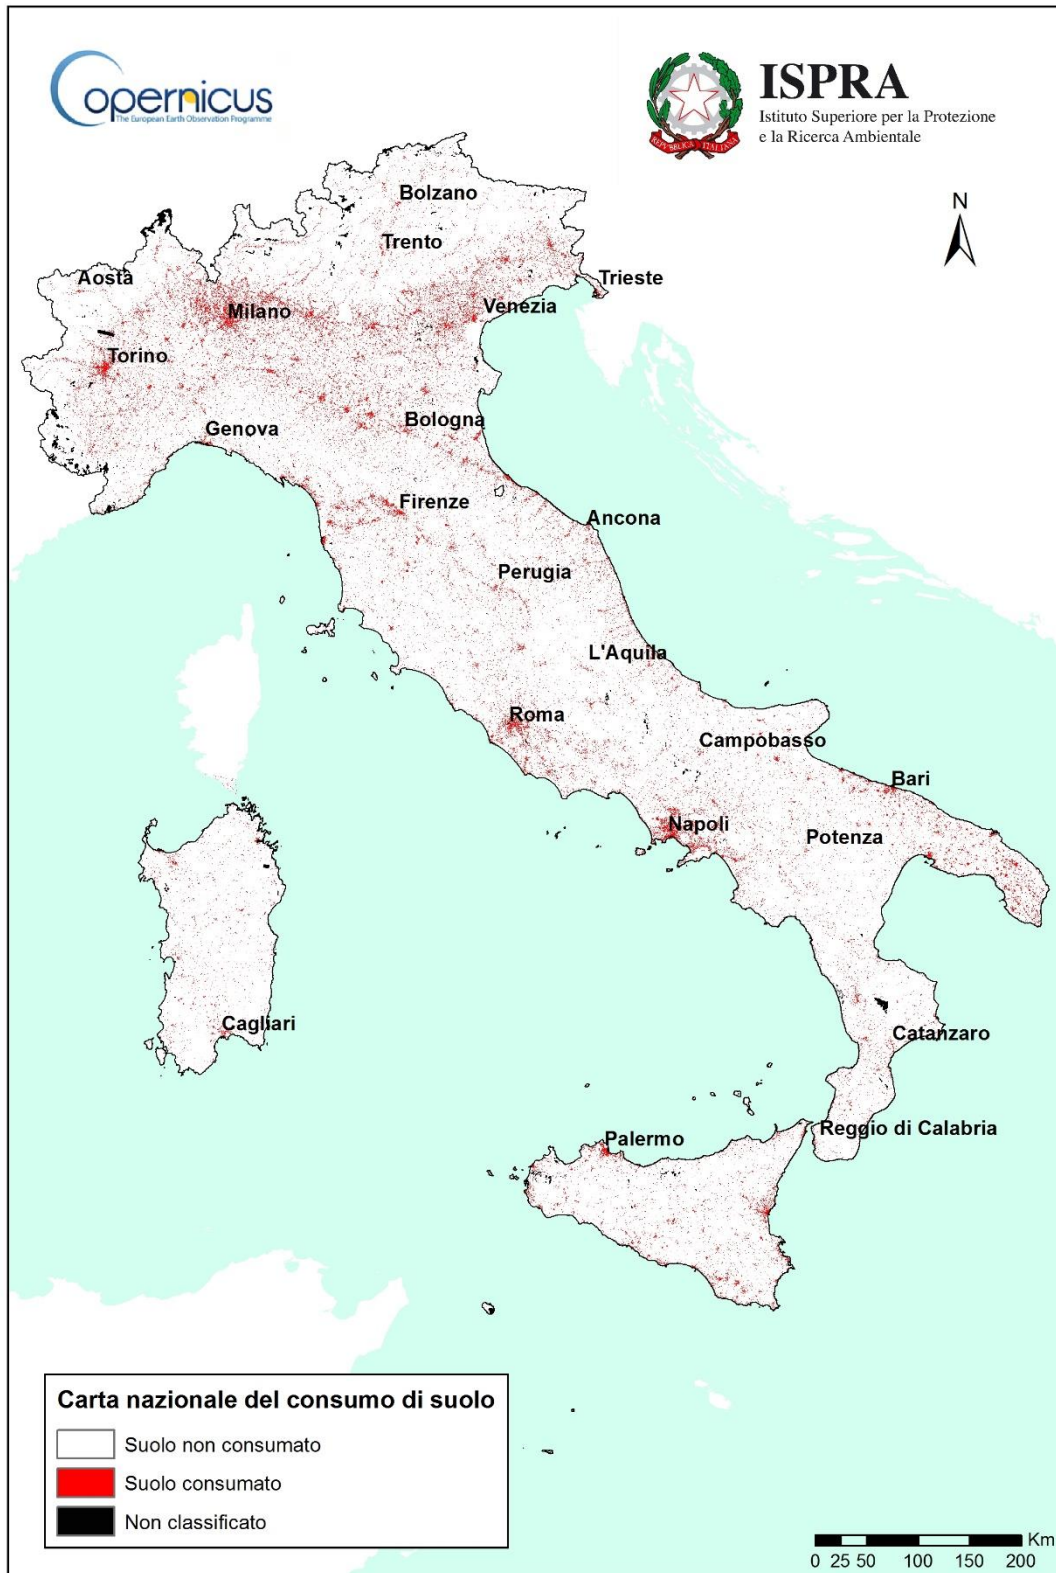 Copernicus
The European Earth Observation Programme
REPVBBLICA ITALIANA
ISPRA
Istituto Superiore per la Protezione
e la Ricerca Ambientale
N
Bolzano
Trento
Aosta
Trieste
Milano
Venezia
Torino
Genova
Bologna
Firenze
Ancona
Perugia
L'Aquila
Roma
Campobasso
Bari
Napoli
Potenza
Cagliari
Catanzaro
Reggio di Calabria
Palermo
Carta nazionale del consumo di suolo
Suolo non consumato
Suolo consumato
Non classificato
Km
0 25 50 100 150 200